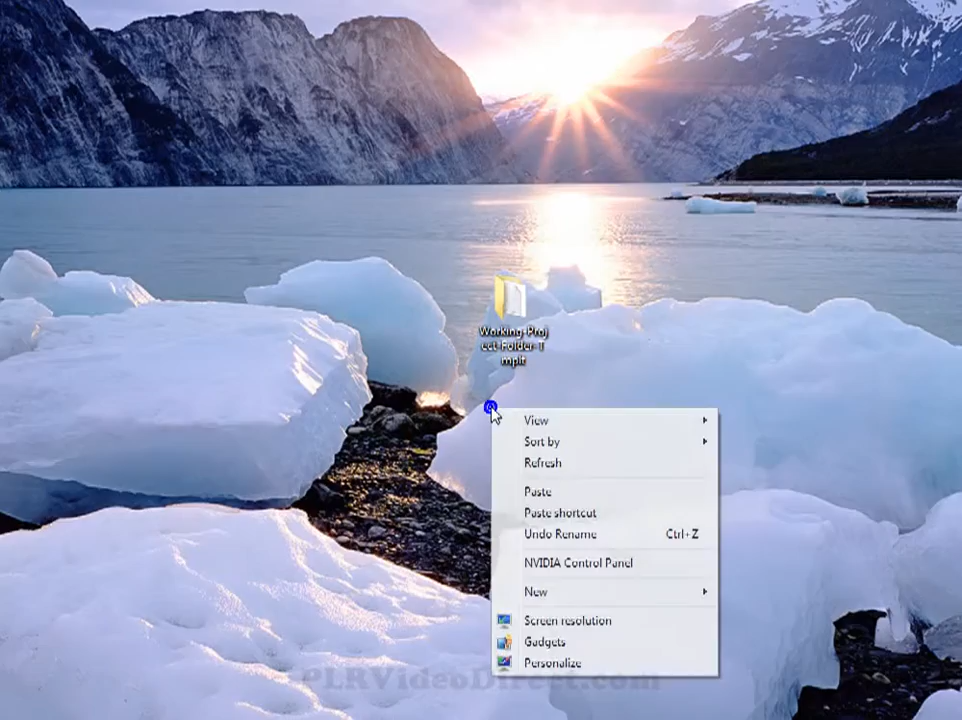 Working-Proj
ect-Folder-T
mplt
View
Sort by
Refresh
Paste
Paste shortcut
Undo Rename Ctrl+Z
NVIDIA Control Panel
New
Screen resolution
Gadgets
Personalize
PLRVideoDirect.com